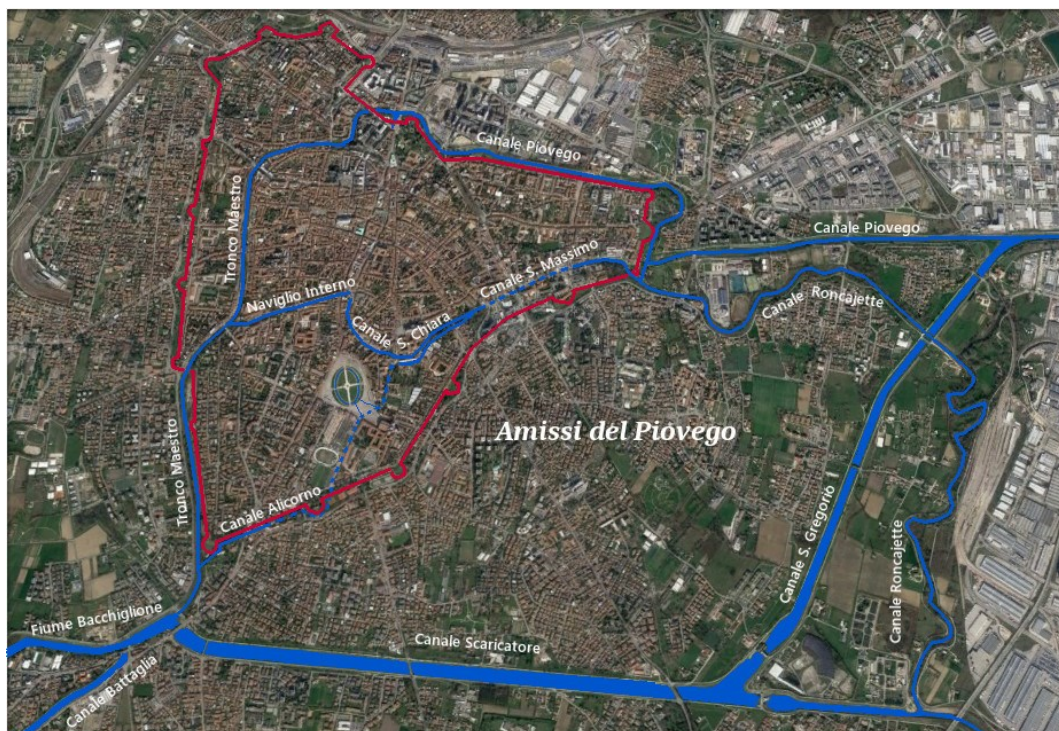 Canale Piovego
Tronco Maestro
Canale Piovego
Canale S. Massimo
Naviglio Interno
Canale S. Chiara
Canale Roncajette
Amissi del Piovego
Tronco Maestro
Canale Alicorno
Canale S. Gregorio
Canale Roncajette
Fiume Bacchiglione
Canale Scaricatore
Canale Battaglia